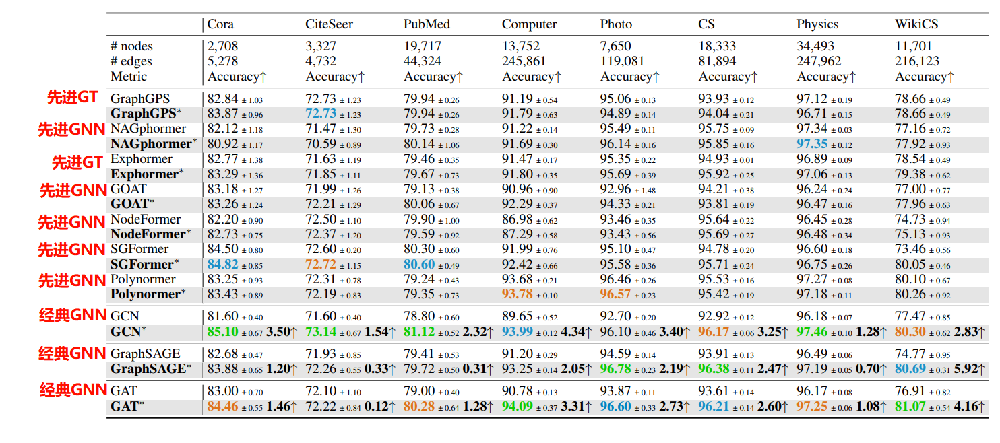 Cora CiteSeer PubMed Computer Photo CS Physics WikiCS
# nodes 2,708 3,327 19,717 13,752 7,650 18,333 34,493 11,701
# edges 5,278 4,732 44,324 245,861 119,081 81,894 247,962 216,123
Metric Accuracy↑ Accuracy↑ Accuracy↑ Accuracy↑ Accuracy↑ Accuracy↑ Accuracy↑ Accuracy↑
先进GT GraphGPS 82.84 ± 1.03 72.73 ± 1.23 79.94 ± 0.26 91.19 ± 0.54 95.06 ± 0.13 93.93 ± 0.12 97.12 ± 0.19 78.66 ± 0.49
GraphGPS* 83.87 ± 0.96 72.73 ± 1.23 79.94 ± 0.26 91.79 ± 0.63 94.89 ± 0.14 94.04 ± 0.21 96.71 ± 0.15 78.66 ± 0.49
先进GNN NAGphormer 82.12 ± 1.18 71.47 ± 1.30 79.73 ± 0.28 91.22 ± 0.14 95.49 ± 0.11 95.75 ± 0.09 97.34 ± 0.03 77.16 ± 0.72
NAGphormer* 80.92 ± 1.17 70.59 ± 0.89 80.14 ± 1.06 91.69 ± 0.30 96.14 ± 0.16 95.85 ± 0.16 97.35 ± 0.12 77.92 ± 0.93
先进GT Exphormer 82.77 ± 1.38 71.63 ± 1.19 79.46 ± 0.35 91.47 ± 0.17 95.35 ± 0.22 94.93 ± 0.01 96.89 ± 0.09 78.54 ± 0.49
Exphormer* 83.29 ± 1.36 71.85 ± 1.11 79.67 ± 0.73 91.80 ± 0.35 95.69 ± 0.39 95.92 ± 0.25 97.06 ± 0.13 79.38 ± 0.62
先进GNN GOAT 83.18 ± 1.27 71.99 ± 1.26 79.13 ± 0.38 90.96 ± 0.90 92.96 ± 1.48 94.21 ± 0.38 96.24 ± 0.24 77.00 ± 0.77
GOAT* 83.26 ± 1.24 72.21 ± 1.29 80.06 ± 0.67 92.29 ± 0.37 94.33 ± 0.21 93.81 ± 0.19 96.47 ± 0.16 77.96 ± 0.63
先进GNN NodeFormer 82.20 ± 0.90 72.50 ± 1.10 79.90 ± 1.00 86.98 ± 0.62 93.46 ± 0.35 95.64 ± 0.22 96.45 ± 0.28 74.73 ± 0.94
NodeFormer* 82.73 ± 0.75 72.37 ± 1.20 79.59 ± 0.92 87.29 ± 0.58 93.43 ± 0.56 95.69 ± 0.27 96.48 ± 0.34 75.13 ± 0.93
先进GNN SGFormer 84.50 ± 0.80 72.60 ± 0.20 80.30 ± 0.60 91.99 ± 0.76 95.10 ± 0.47 94.78 ± 0.20 96.60 ± 0.18 73.46 ± 0.56
SGFormer* 84.82 ± 0.85 72.72 ± 1.15 80.60 ± 0.49 92.42 ± 0.66 95.58 ± 0.36 95.71 ± 0.24 96.75 ± 0.26 80.05 ± 0.46
先进GNN Polynormer 83.25 ± 0.93 72.31 ± 0.78 79.24 ± 0.43 93.68 ± 0.21 96.46 ± 0.26 95.53 ± 0.16 97.27 ± 0.08 80.10 ± 0.67
Polynormer* 83.43 ± 0.89 72.19 ± 0.83 79.35 ± 0.73 93.78 ± 0.10 96.57 ± 0.23 95.42 ± 0.19 97.18 ± 0.11 80.26 ± 0.92
经典GNN GCN 81.60 ± 0.40 71.60 ± 0.40 78.80 ± 0.60 89.65 ± 0.52 92.70 ± 0.20 92.92 ± 0.12 96.18 ± 0.07 77.47 ± 0.85
GCN* 85.10 ± 0.67 3.50↑ 73.14 ± 0.67 1.54↑ 81.12 ± 0.52 2.32↑ 93.99 ± 0.12 4.34↑ 96.10 ± 0.46 3.40↑ 96.17 ± 0.06 3.25↑ 97.46 ± 0.10 1.28↑ 80.30 ± 0.62 2.83↑
经典GNN GraphSAGE 82.68 ± 0.47 71.93 ± 0.85 79.41 ± 0.53 91.20 ± 0.29 94.59 ± 0.14 93.91 ± 0.13 96.49 ± 0.06 74.77 ± 0.95
GraphSAGE* 83.88 ± 0.65 1.20↑ 72.26 ± 0.55 0.33↑ 79.72 ± 0.50 0.31↑ 93.25 ± 0.14 2.05↑ 96.78 ± 0.23 2.19↑ 96.38 ± 0.11 2.47↑ 97.19 ± 0.05 0.70↑ 80.69 ± 0.31 5.92↑
经典GNN GAT 83.00 ± 0.70 72.10 ± 1.10 79.00 ± 0.40 90.78 ± 0.13 93.87 ± 0.11 93.61 ± 0.14 96.17 ± 0.08 76.91 ± 0.82
GAT* 84.46 ± 0.55 1.46↑ 72.22 ± 0.84 0.12↑ 80.28 ± 0.64 1.28↑ 94.09 ± 0.37 3.31↑ 96.60 ± 0.33 2.73↑ 96.21 ± 0.14 2.60↑ 97.25 ± 0.06 1.08↑ 81.07 ± 0.54 4.16↑